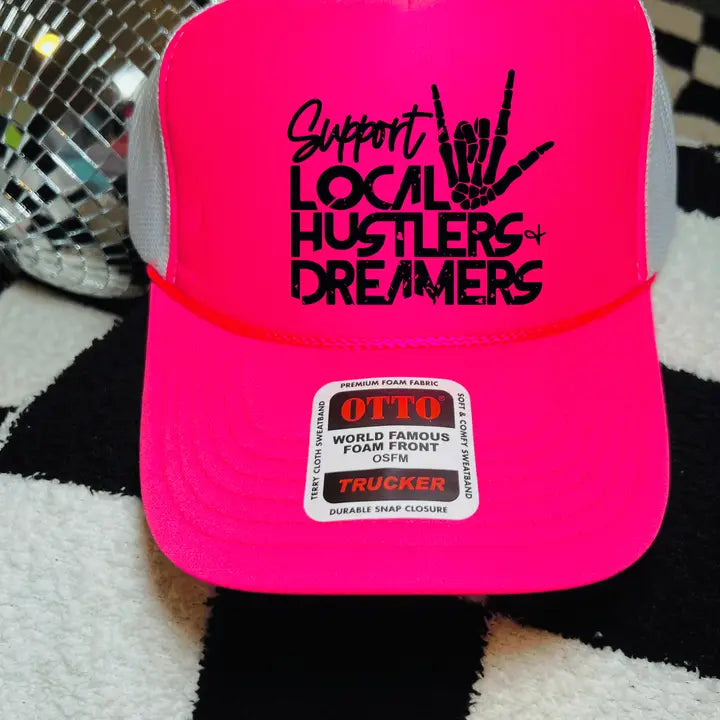 Support
LOCAL
HUSTLERS &
DREAMERS
PREMIUM FOAM FABRIC
TERRY CLOTH SWEATBAND
OTTO®
WORLD FAMOUS
FOAM FRONT
OSFM
TRUCKER
SOFT & COMFY SWEATBAND
DURABLE SNAP CLOSURE